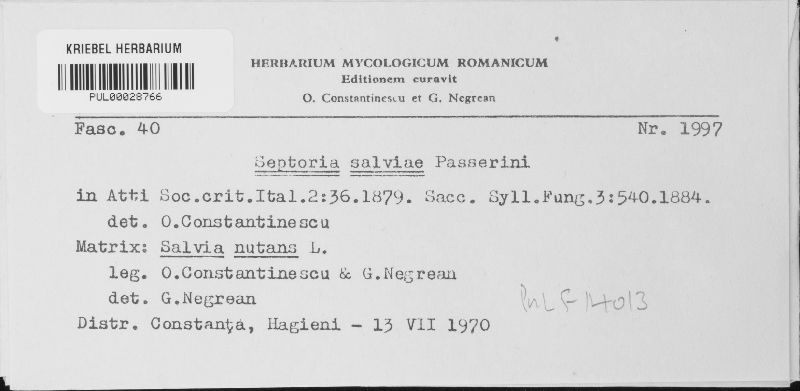 KRIEBEL HERBARIUM
PUL00028766
HERBARIUM MYCOLOGICUM ROMANICUM
Editionem curavit
O. Constantinescu et G. Negrean
Fasc. 40 Nr. 1997
Septoria salviae Passerini
in Atti Soc.crit.Ital.2:36.1879. Sacc. Syll.Fung.3:540.1884.
det. O.Constantinescu
Matrix: Salvia nutans L.
leg. O.Constantinescu & G.Negrean
det. G.Negrean
PUL F-14013
Distr. Constanţa, Hagieni - 13 VII 1970